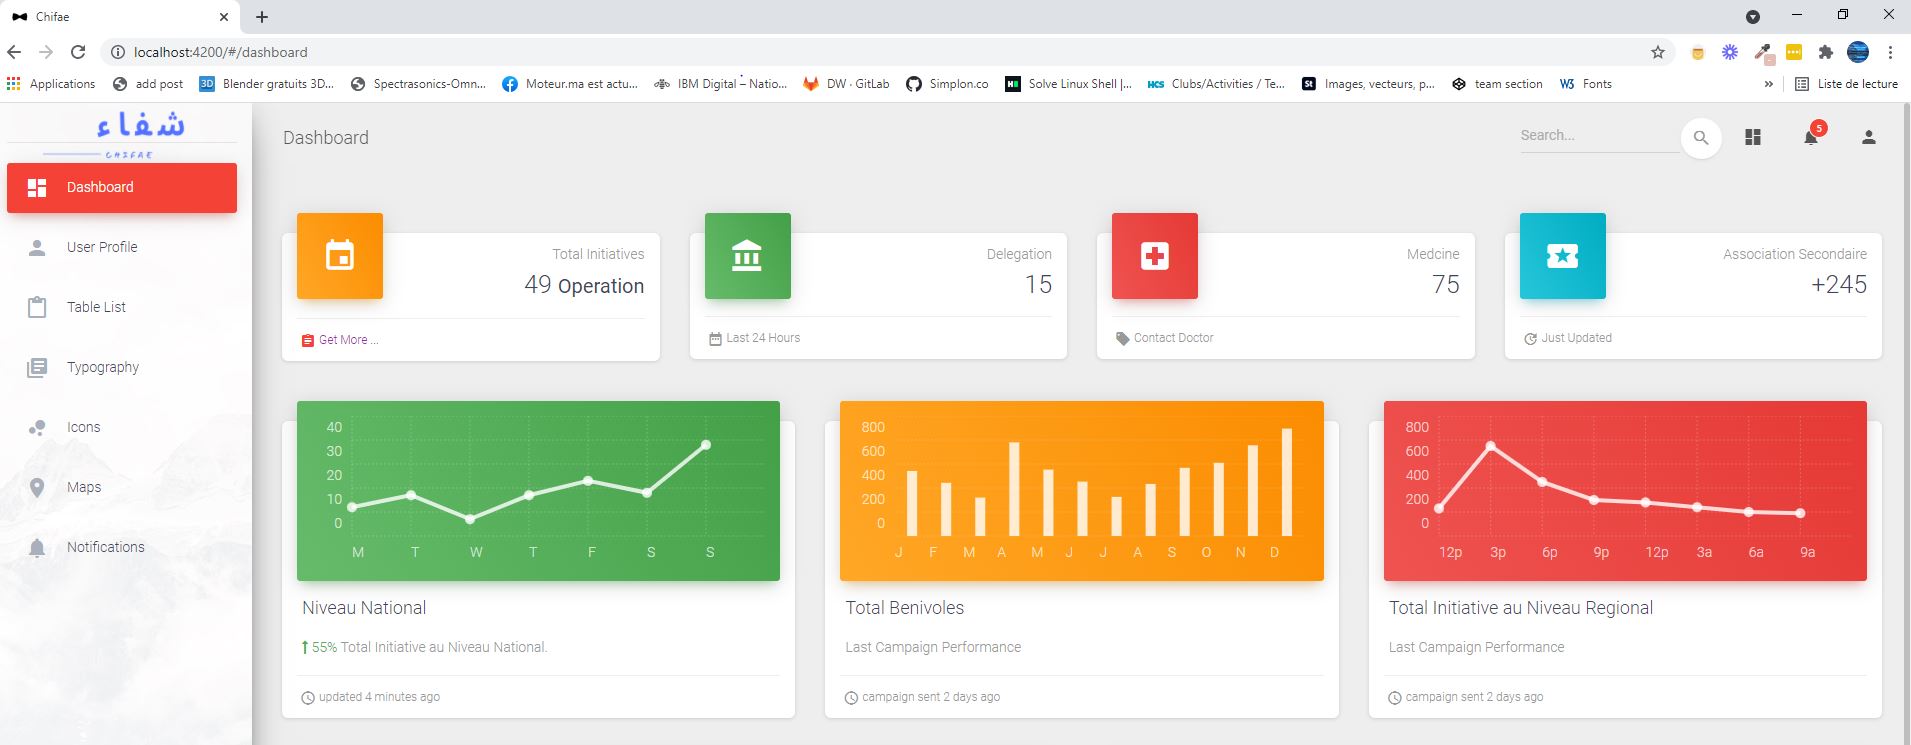 Chifae
localhost:4200/#/dashboard
Applications
add post
Blender gratuits 3D...
Spectrasonics-Omn...
Moteur.ma est actu...
IBM Digital – Natio...
DW · GitLab
Simplon.co
Solve Linux Shell |...
HCS Clubs/Activities / Te...
St Images, vecteurs, p...
team section
W3 Fonts
»
Liste de lecture
شفاء
CHIFAE
Dashboard
User Profile
Table List
Typography
Icons
Maps
Notifications
Dashboard
Search...
5
Total Initiatives
49 Operation
Get More ...
Delegation
15
Last 24 Hours
Medcine
75
Contact Doctor
Association Secondaire
+245
Just Updated
40
30
20
10
0
M T W T F S S
Niveau National
55% Total Initiative au Niveau National.
updated 4 minutes ago
800
600
400
200
0
J F M A M J J A S O N D
Total Benivoles
Last Campaign Performance
campaign sent 2 days ago
800
600
400
200
0
12p 3p 6p 9p 12p 3a 6a 9a
Total Initiative au Niveau Regional
Last Campaign Performance
campaign sent 2 days ago